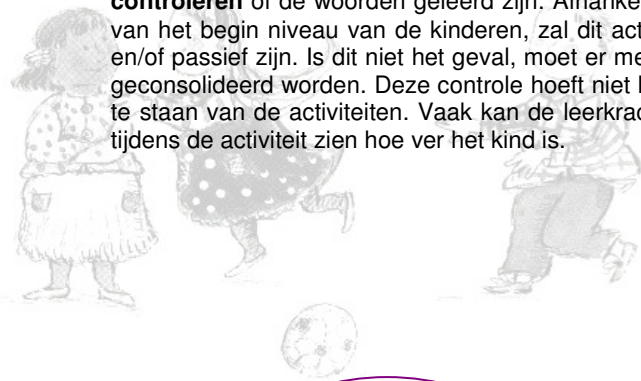 controleren of de woorden geleerd zijn. Afhanke
van het begin niveau van de kinderen, zal dit act
en/of passief zijn. Is dit niet het geval, moet er me
geconsolideerd worden. Deze controle hoeft niet l
te staan van de activiteiten. Vaak kan de leerkrac
tijdens de activiteit zien hoe ver het kind is.